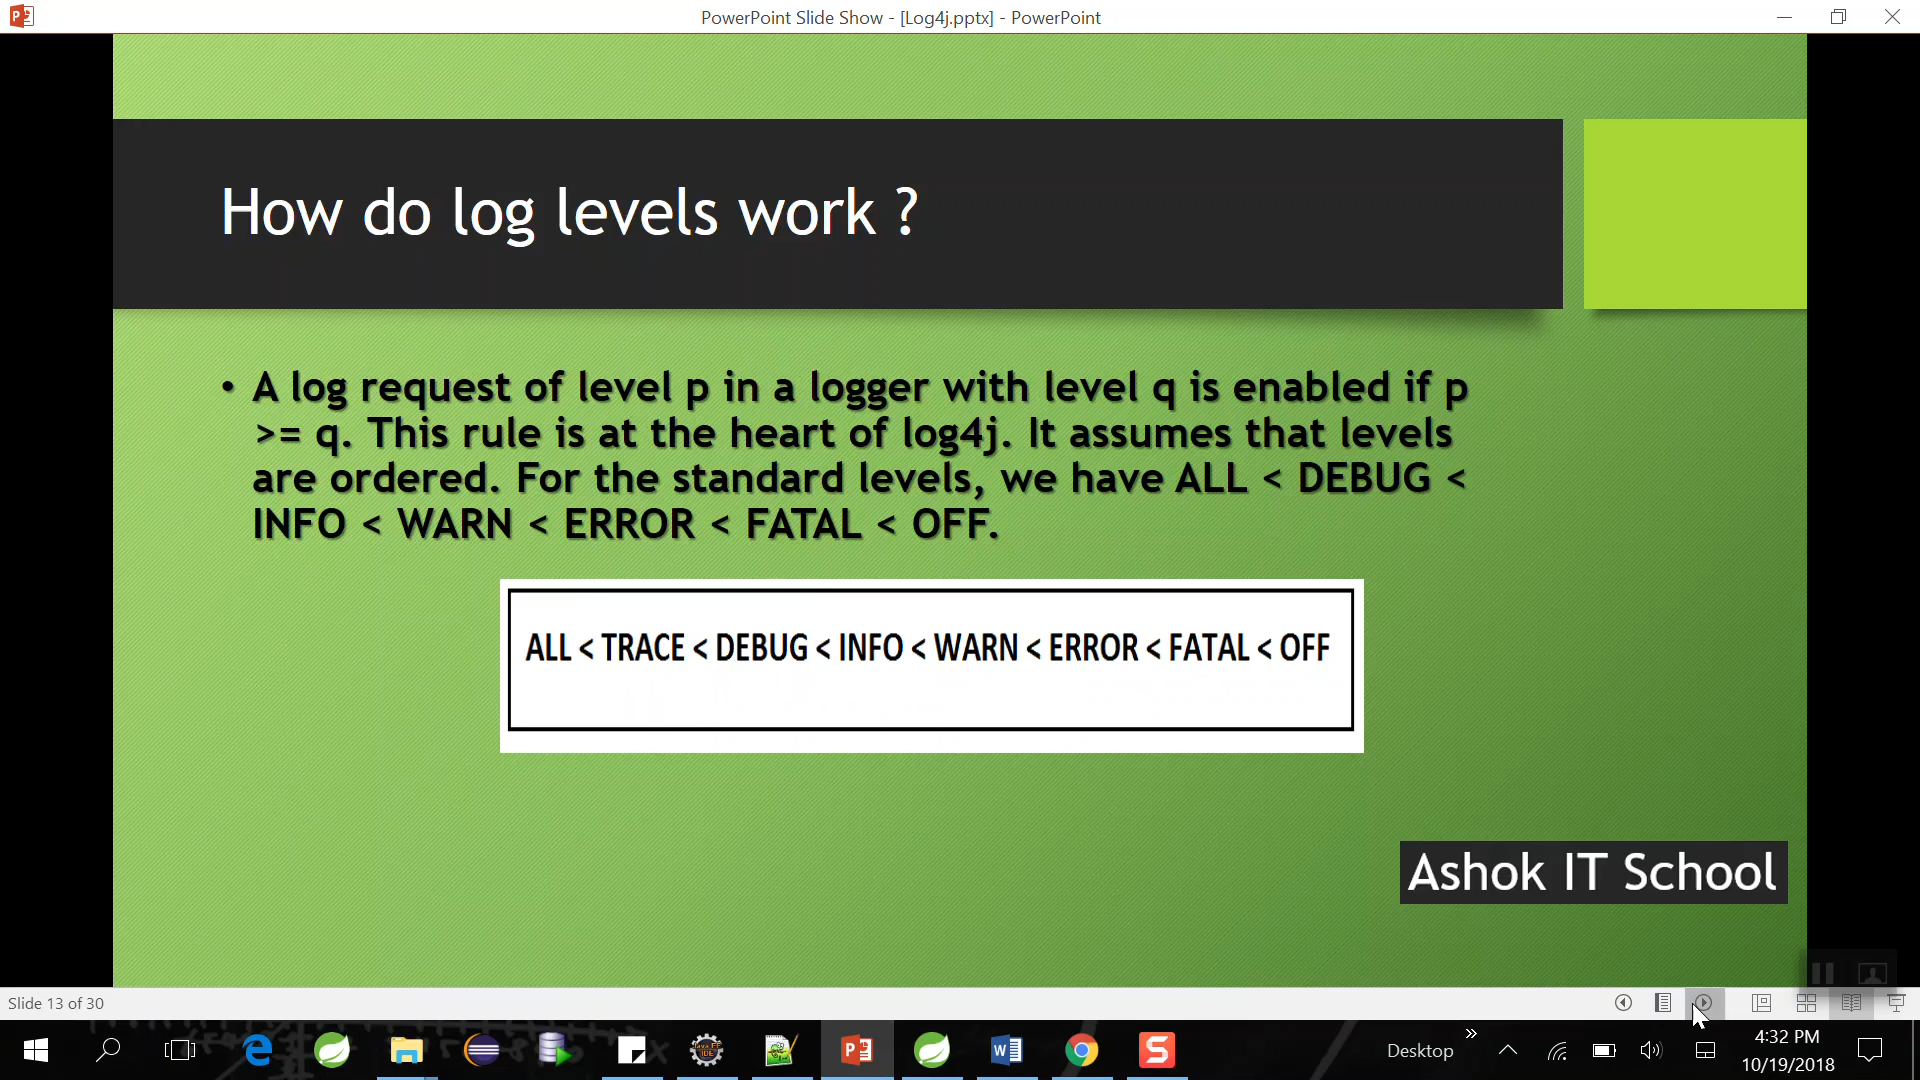 PowerPoint Slide Show - [Log4j.pptx] - PowerPoint
How do log levels work ?
• A log request of level p in a logger with level q is enabled if p
>= q. This rule is at the heart of log4j. It assumes that levels
are ordered. For the standard levels, we have ALL < DEBUG <
INFO < WARN < ERROR < FATAL < OFF.
ALL < TRACE < DEBUG < INFO < WARN < ERROR < FATAL < OFF
Ashok IT School
Slide 13 of 30
Desktop
4:32 PM
10/19/2018